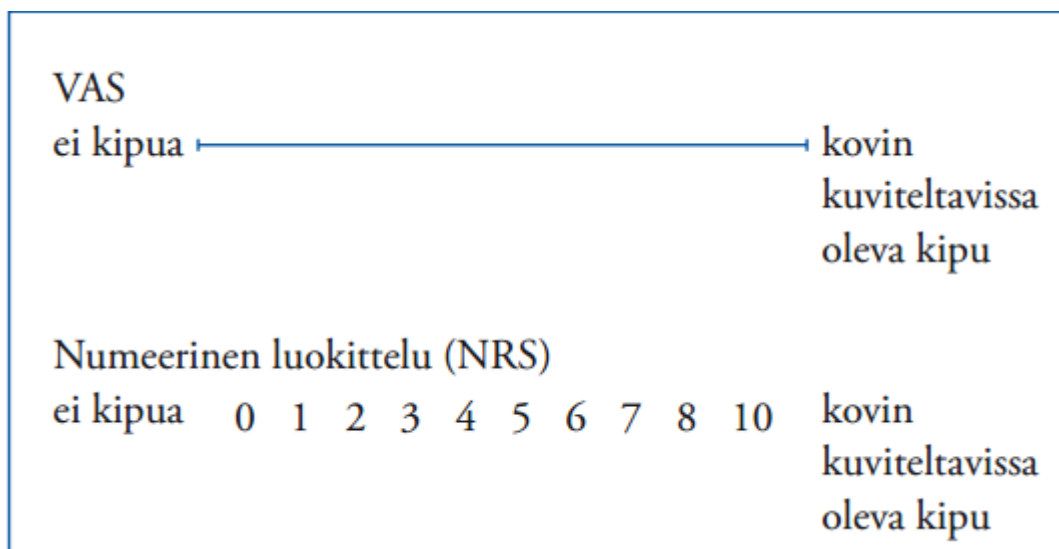 VAS
ei kipua kovin
kuviteltavissa
oleva kipu
Numeerinen luokittelu (NRS)
ei kipua 0 1 2 3 4 5 6 7 8 10 kovin
kuviteltavissa
oleva kipu